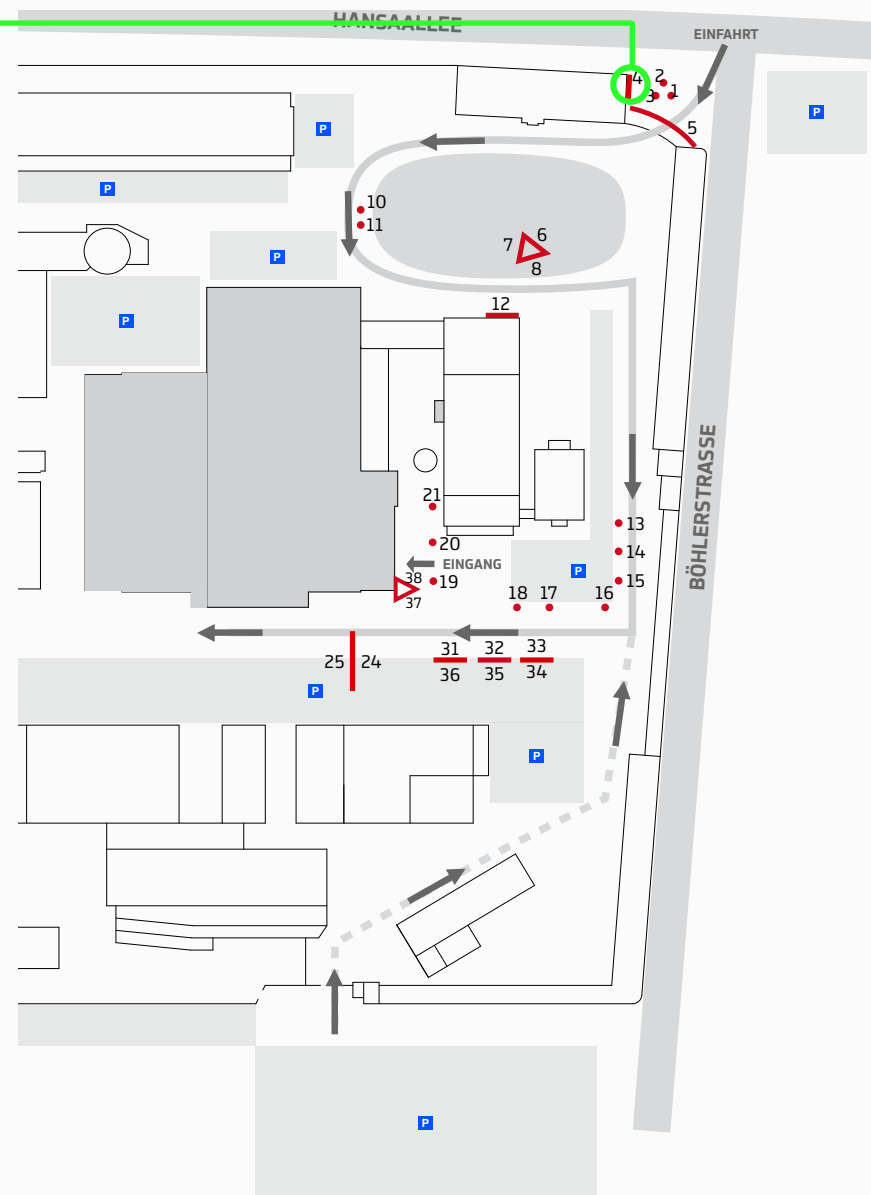 HANSAALLEE
EINFAHRT
4 2
3 1
5
P
P
P
10
11
6
7
8
P
P
12
BÖHLERSTRASSE
21
13
20
14
EINGANG
P
38
19
15
37
18 17 16
31 32 33
25 24
36 35 34
P
P
P